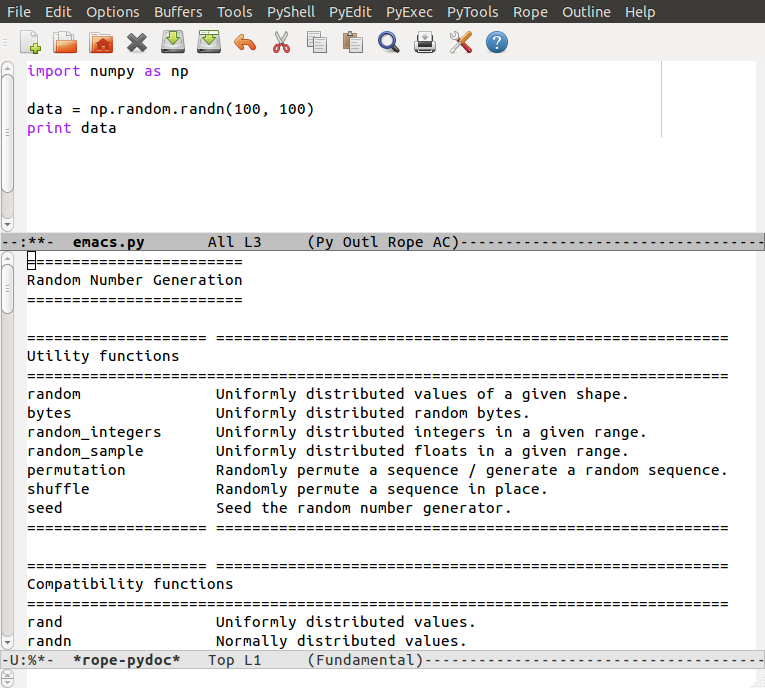 File Edit Options Buffers Tools PyShell PyEdit PyExec PyTools Rope Outline Help
import numpy as np
data = np.random.randn(100, 100)
print data
--:**-  emacs.py       All L3     (Py Outl Rope AC)----------------------------------
========================
Random Number Generation
========================
==================== =========================================================
Utility functions
==============================================================================
random               Uniformly distributed values of a given shape.
bytes                Uniformly distributed random bytes.
random_integers      Uniformly distributed integers in a given range.
random_sample        Uniformly distributed floats in a given range.
permutation          Randomly permute a sequence / generate a random sequence.
shuffle              Randomly permute a sequence in place.
seed                 Seed the random number generator.
==================== =========================================================
==================== =========================================================
Compatibility functions
==============================================================================
rand                 Uniformly distributed values.
randn                Normally distributed values.
-U:%*-  *rope-pydoc*   Top L1     (Fundamental)--------------------------------------